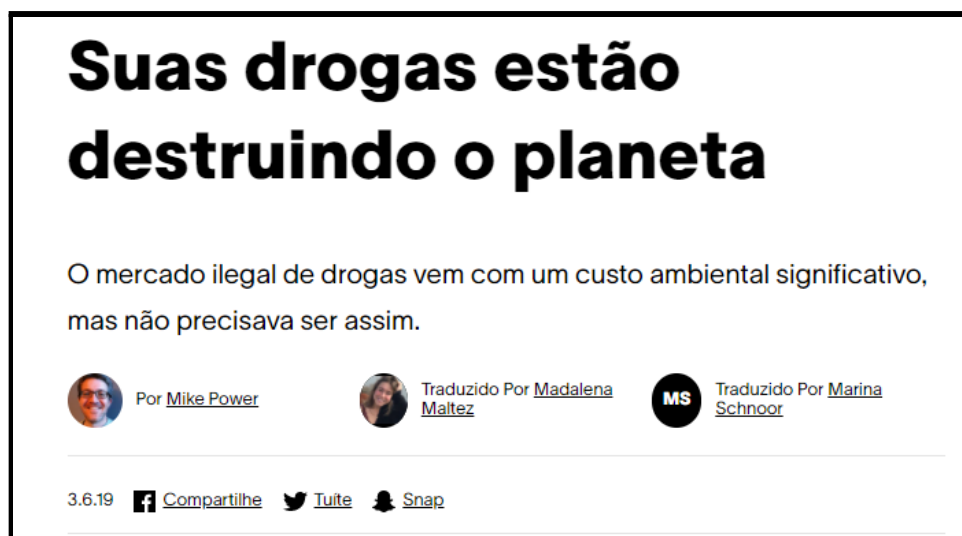 Suas drogas estão
destruindo o planeta
O mercado ilegal de drogas vem com um custo ambiental significativo,
mas não precisava ser assim.
Por Mike Power
Traduzido Por Madalena
Maltez
MS
Traduzido Por Marina
Schnoor
3.6.19 Compartilhe Tuíte Snap